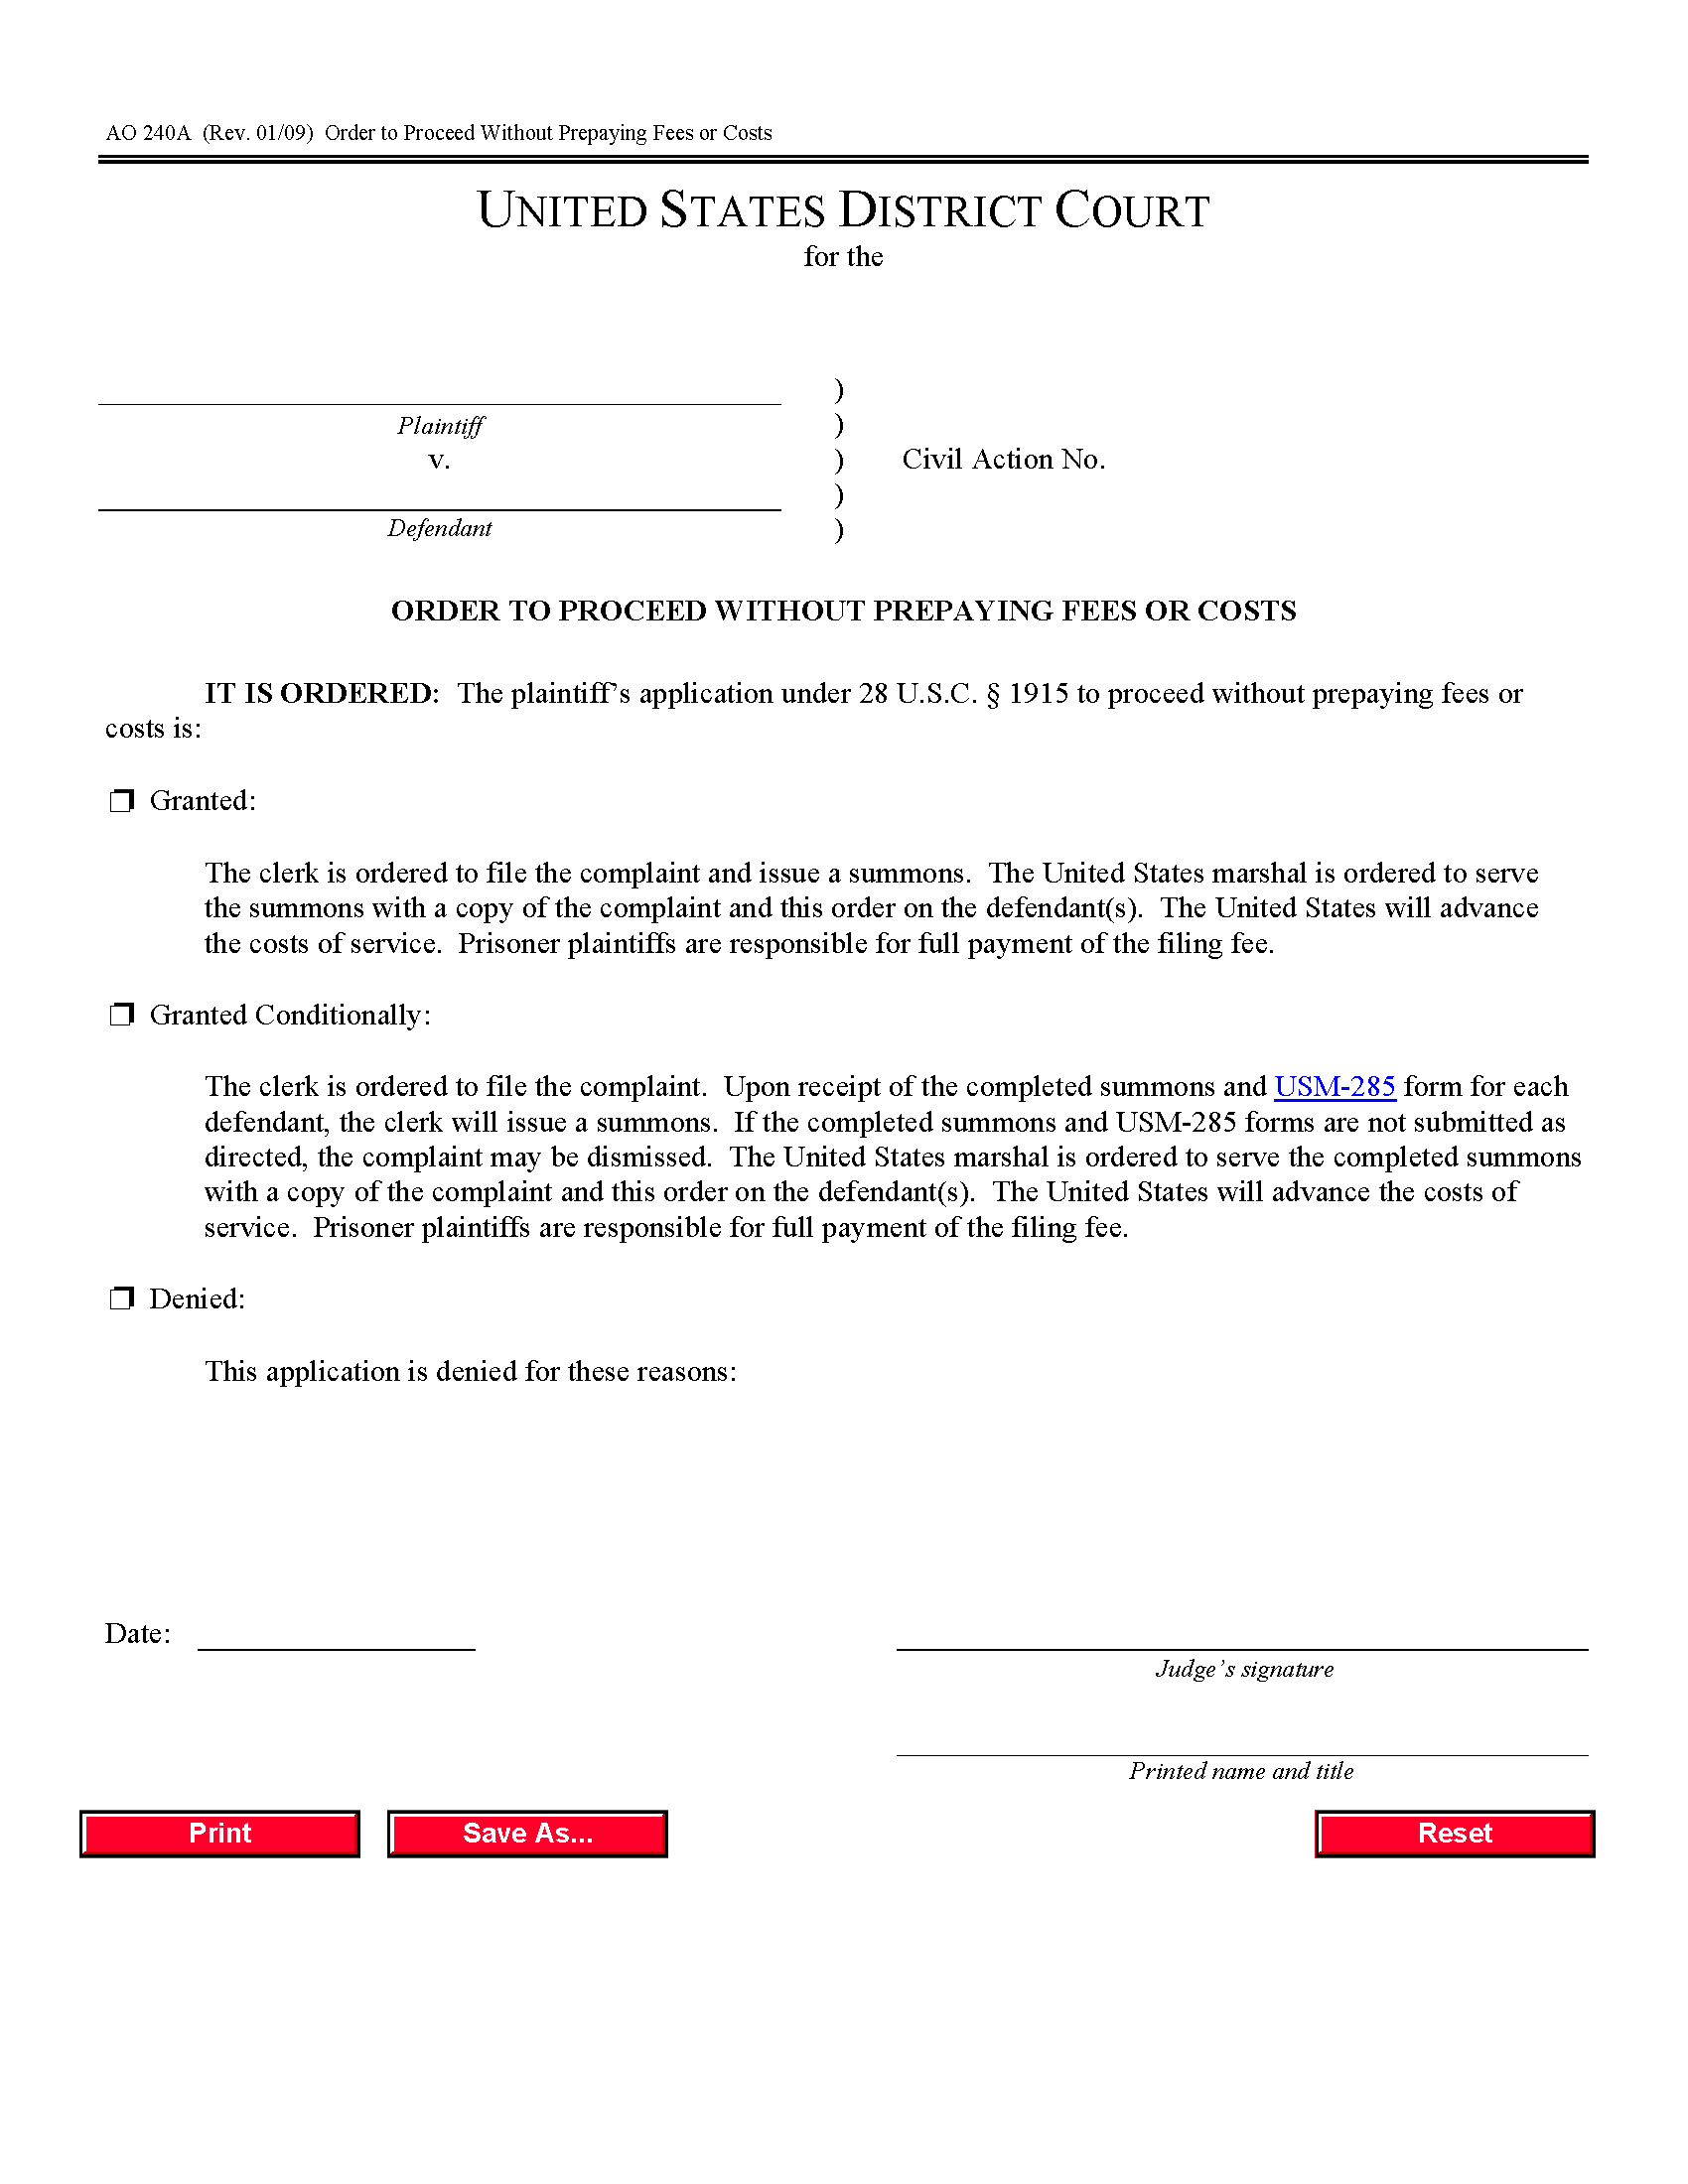 AO 240A (Rev. 01/09) Order to Proceed Without Prepaying Fees or Costs
UNITED STATES DISTRICT COURT
for the
)
Plaintiff )
v. ) Civil Action No.
)
Defendant )
ORDER TO PROCEED WITHOUT PREPAYING FEES OR COSTS
IT IS ORDERED: The plaintiff’s application under 28 U.S.C. § 1915 to proceed without prepaying fees or
costs is:
❒ Granted:
The clerk is ordered to file the complaint and issue a summons. The United States marshal is ordered to serve
the summons with a copy of the complaint and this order on the defendant(s). The United States will advance
the costs of service. Prisoner plaintiffs are responsible for full payment of the filing fee.
❒ Granted Conditionally:
The clerk is ordered to file the complaint. Upon receipt of the completed summons and USM-285 form for each
defendant, the clerk will issue a summons. If the completed summons and USM-285 forms are not submitted as
directed, the complaint may be dismissed. The United States marshal is ordered to serve the completed summons
with a copy of the complaint and this order on the defendant(s). The United States will advance the costs of
service. Prisoner plaintiffs are responsible for full payment of the filing fee.
❒ Denied:
This application is denied for these reasons:
Date:
Judge’s signature
Printed name and title
Print Save As... Reset